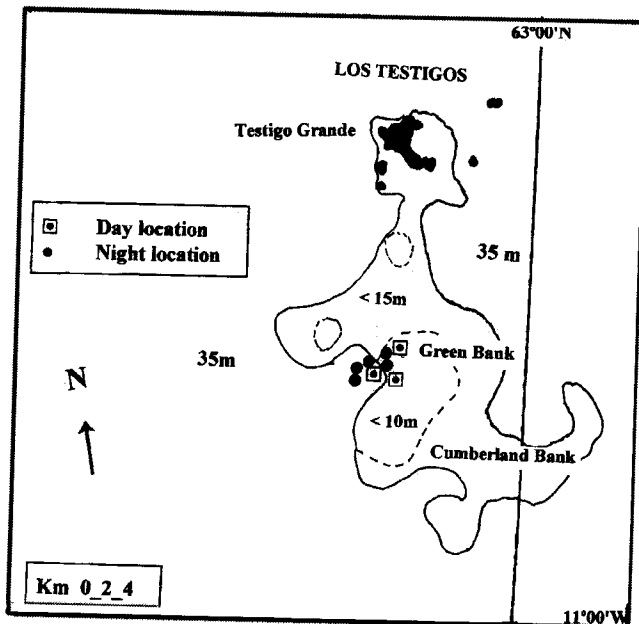 63°00'N
LOS TESTIGOS
Testigo Grande
Day location
Night location
35 m
< 15m
Green Bank
35m
N
< 10m
Cumberland Bank
Km 0_2_4
11°00'W